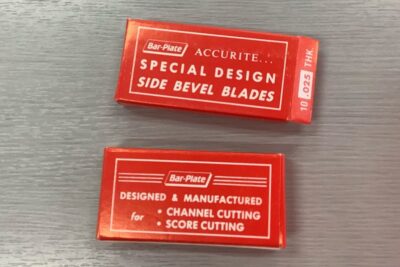 Bar-Plate ACCURITE...
SPECIAL DESIGN
SIDE BEVEL BLADES
10 .025 THK.
Bar-Plate
DESIGNED & MANUFACTURED
for • CHANNEL CUTTING
• SCORE CUTTING